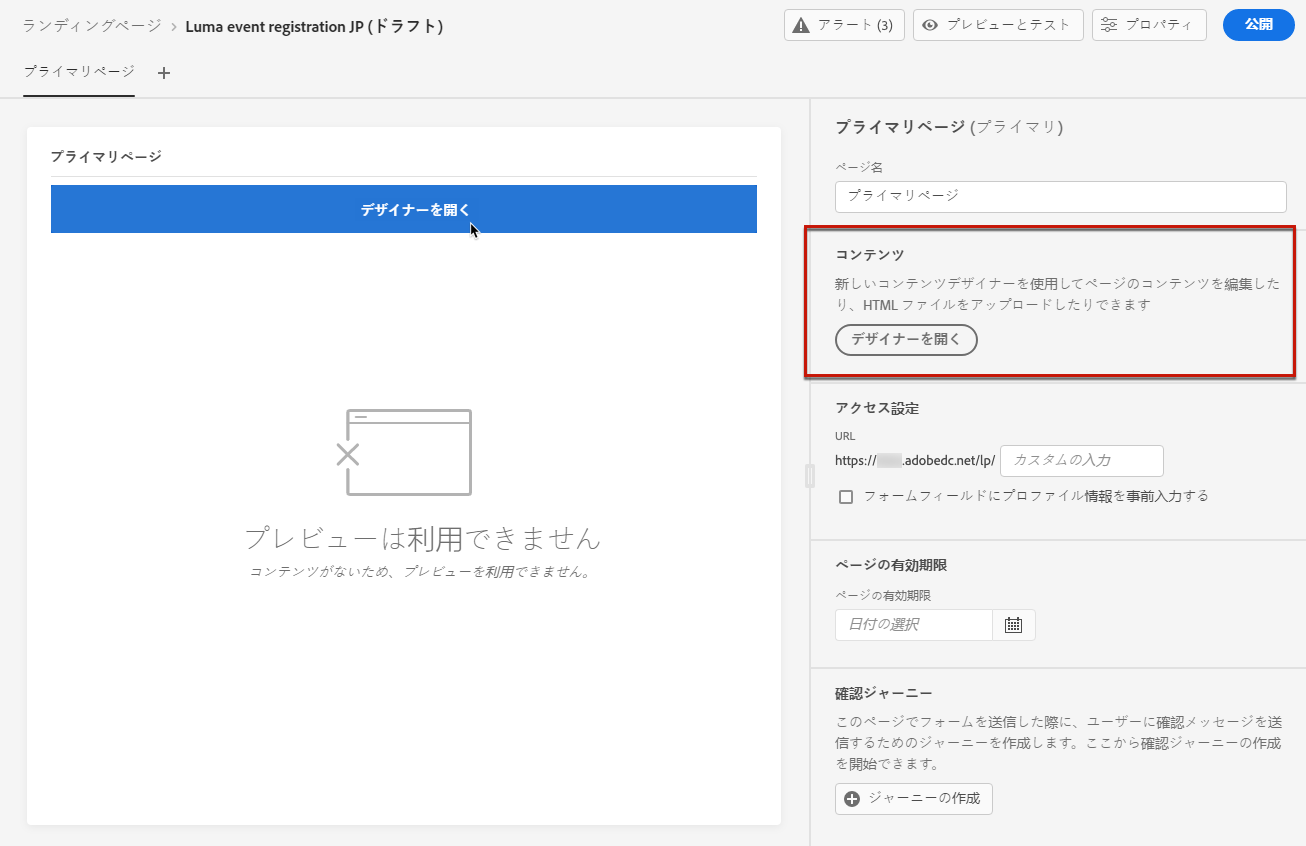 ランディングページ > Luma event registration JP (ドラフト)
アラート (3)
プレビューとテスト
プロパティ
公開
プライマリページ
プライマリページ
デザイナーを開く
プレビューは利用できません
コンテンツがないため、プレビューを利用できません。
プライマリページ (プライマリ)
ページ名
プライマリページ
コンテンツ
新しいコンテンツデザイナーを使用してページのコンテンツを編集した
り、HTML ファイルをアップロードしたりできます
デザイナーを開く
アクセス設定
URL
https:// .adobedc.net/lp/ カスタムの入力
フォームフィールドにプロファイル情報を事前入力する
ページの有効期限
ページの有効期限
日付の選択
確認ジャーニー
このページでフォームを送信した際に、ユーザーに確認メッセージを送
信するためのジャーニーを作成します。ここから確認ジャーニーの作成
を開始できます。
ジャーニーの作成